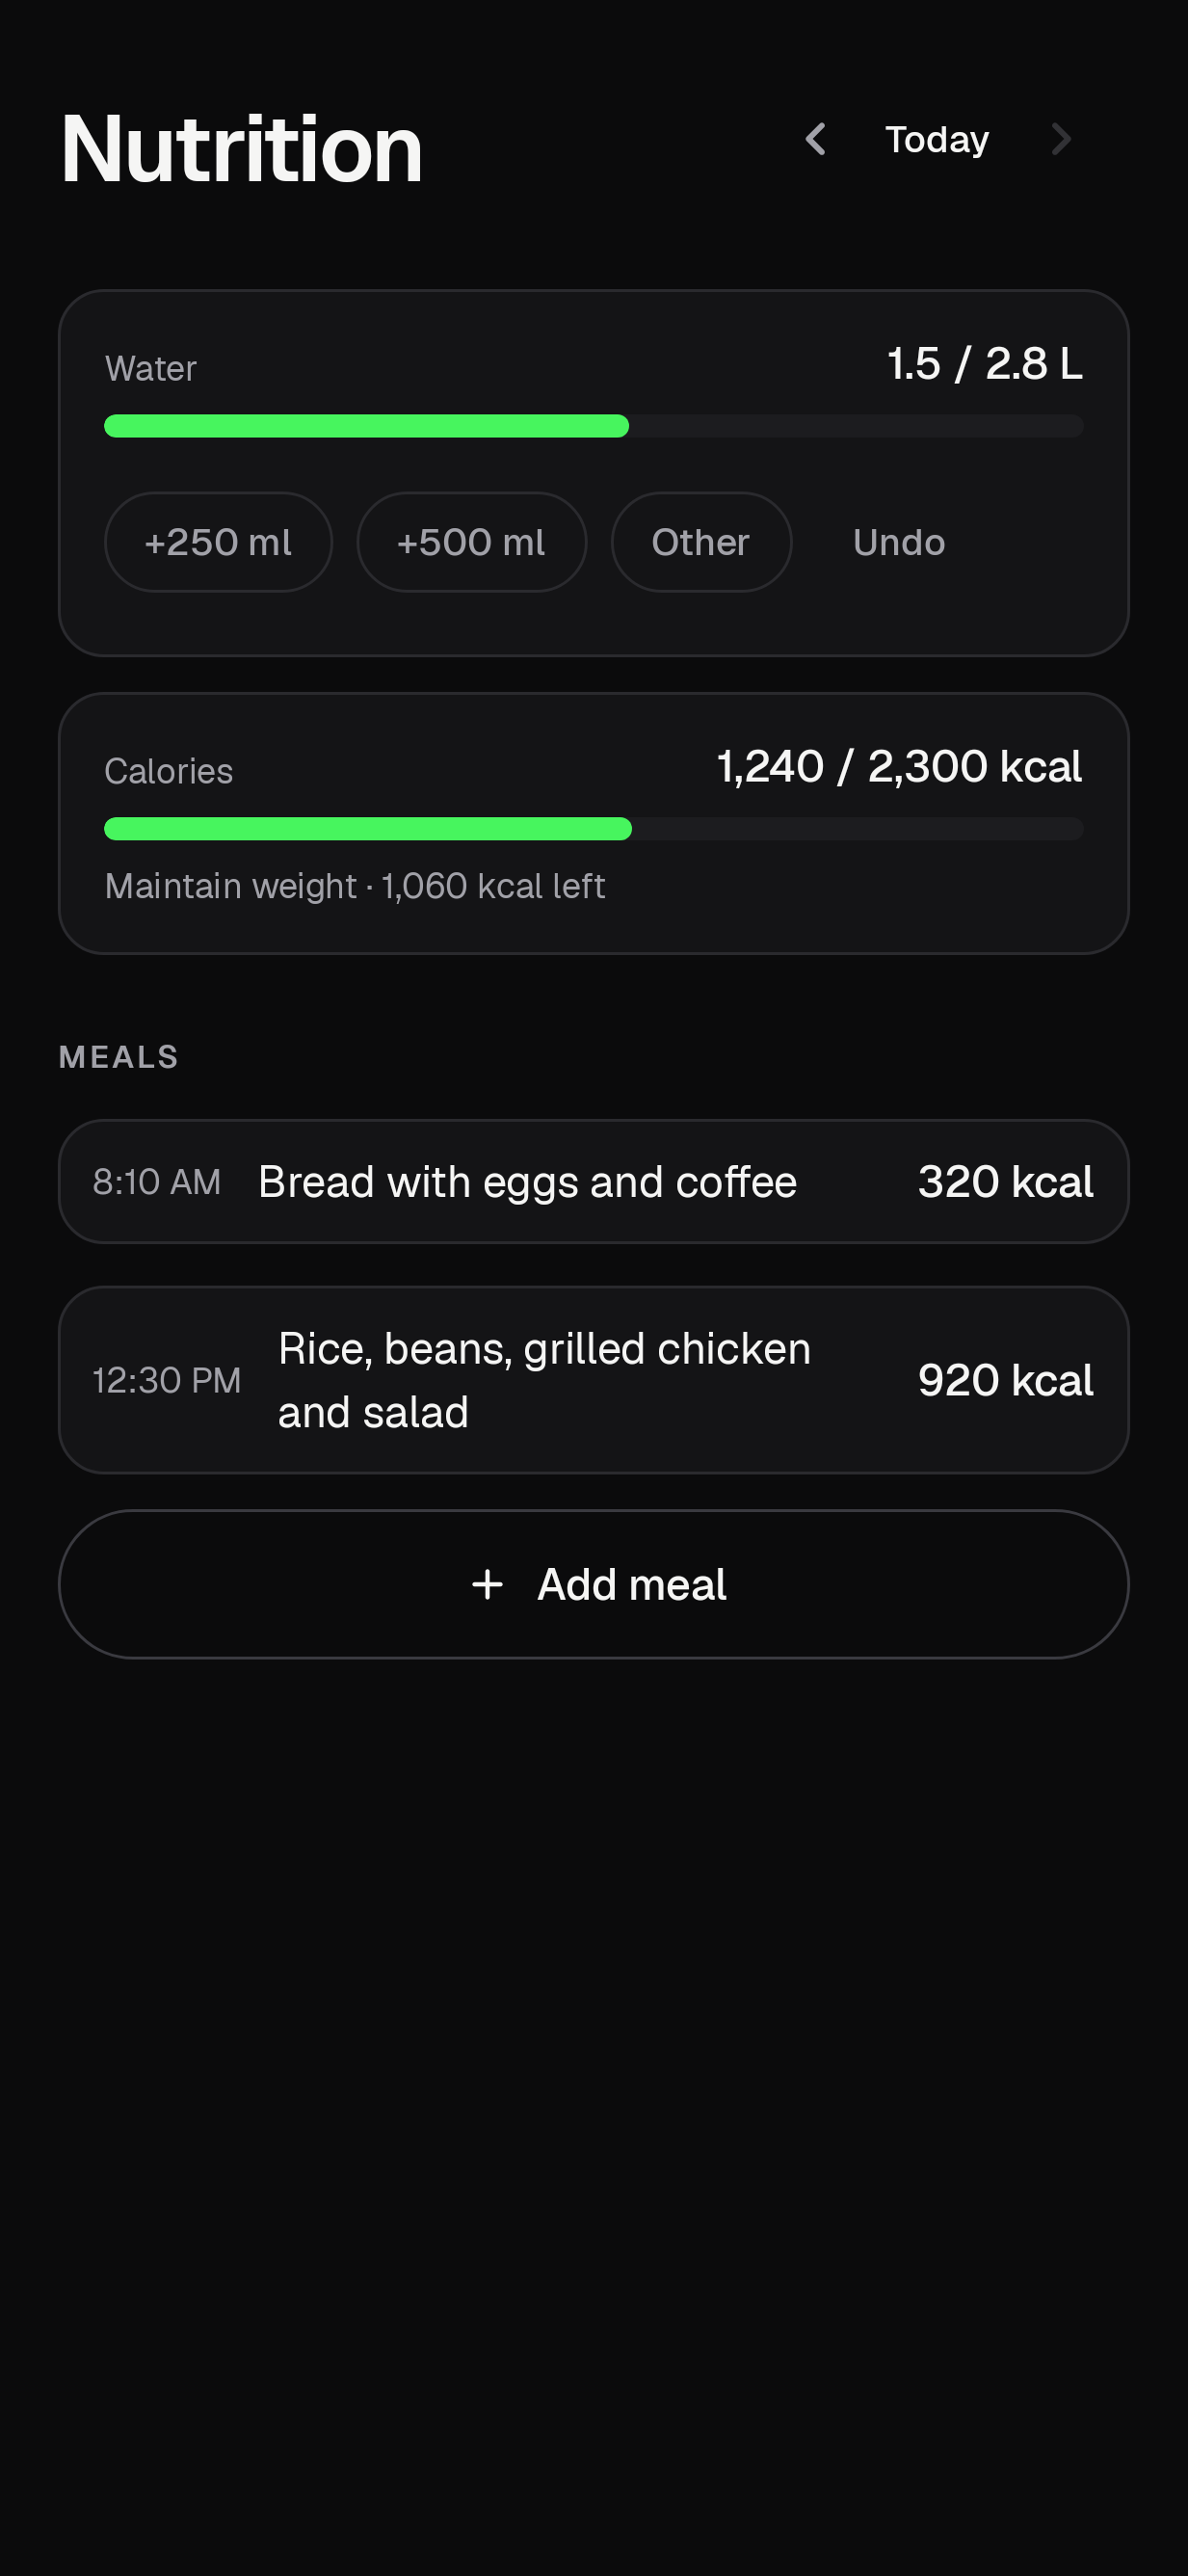 Nutrition
Today
Water
1.5 / 2.8 L
+250 ml
+500 ml
Other
Undo
Calories
1,240 / 2,300 kcal
Maintain weight · 1,060 kcal left
MEALS
8:10 AM
Bread with eggs and coffee
320 kcal
12:30 PM
Rice, beans, grilled chicken
and salad
920 kcal
+ Add meal